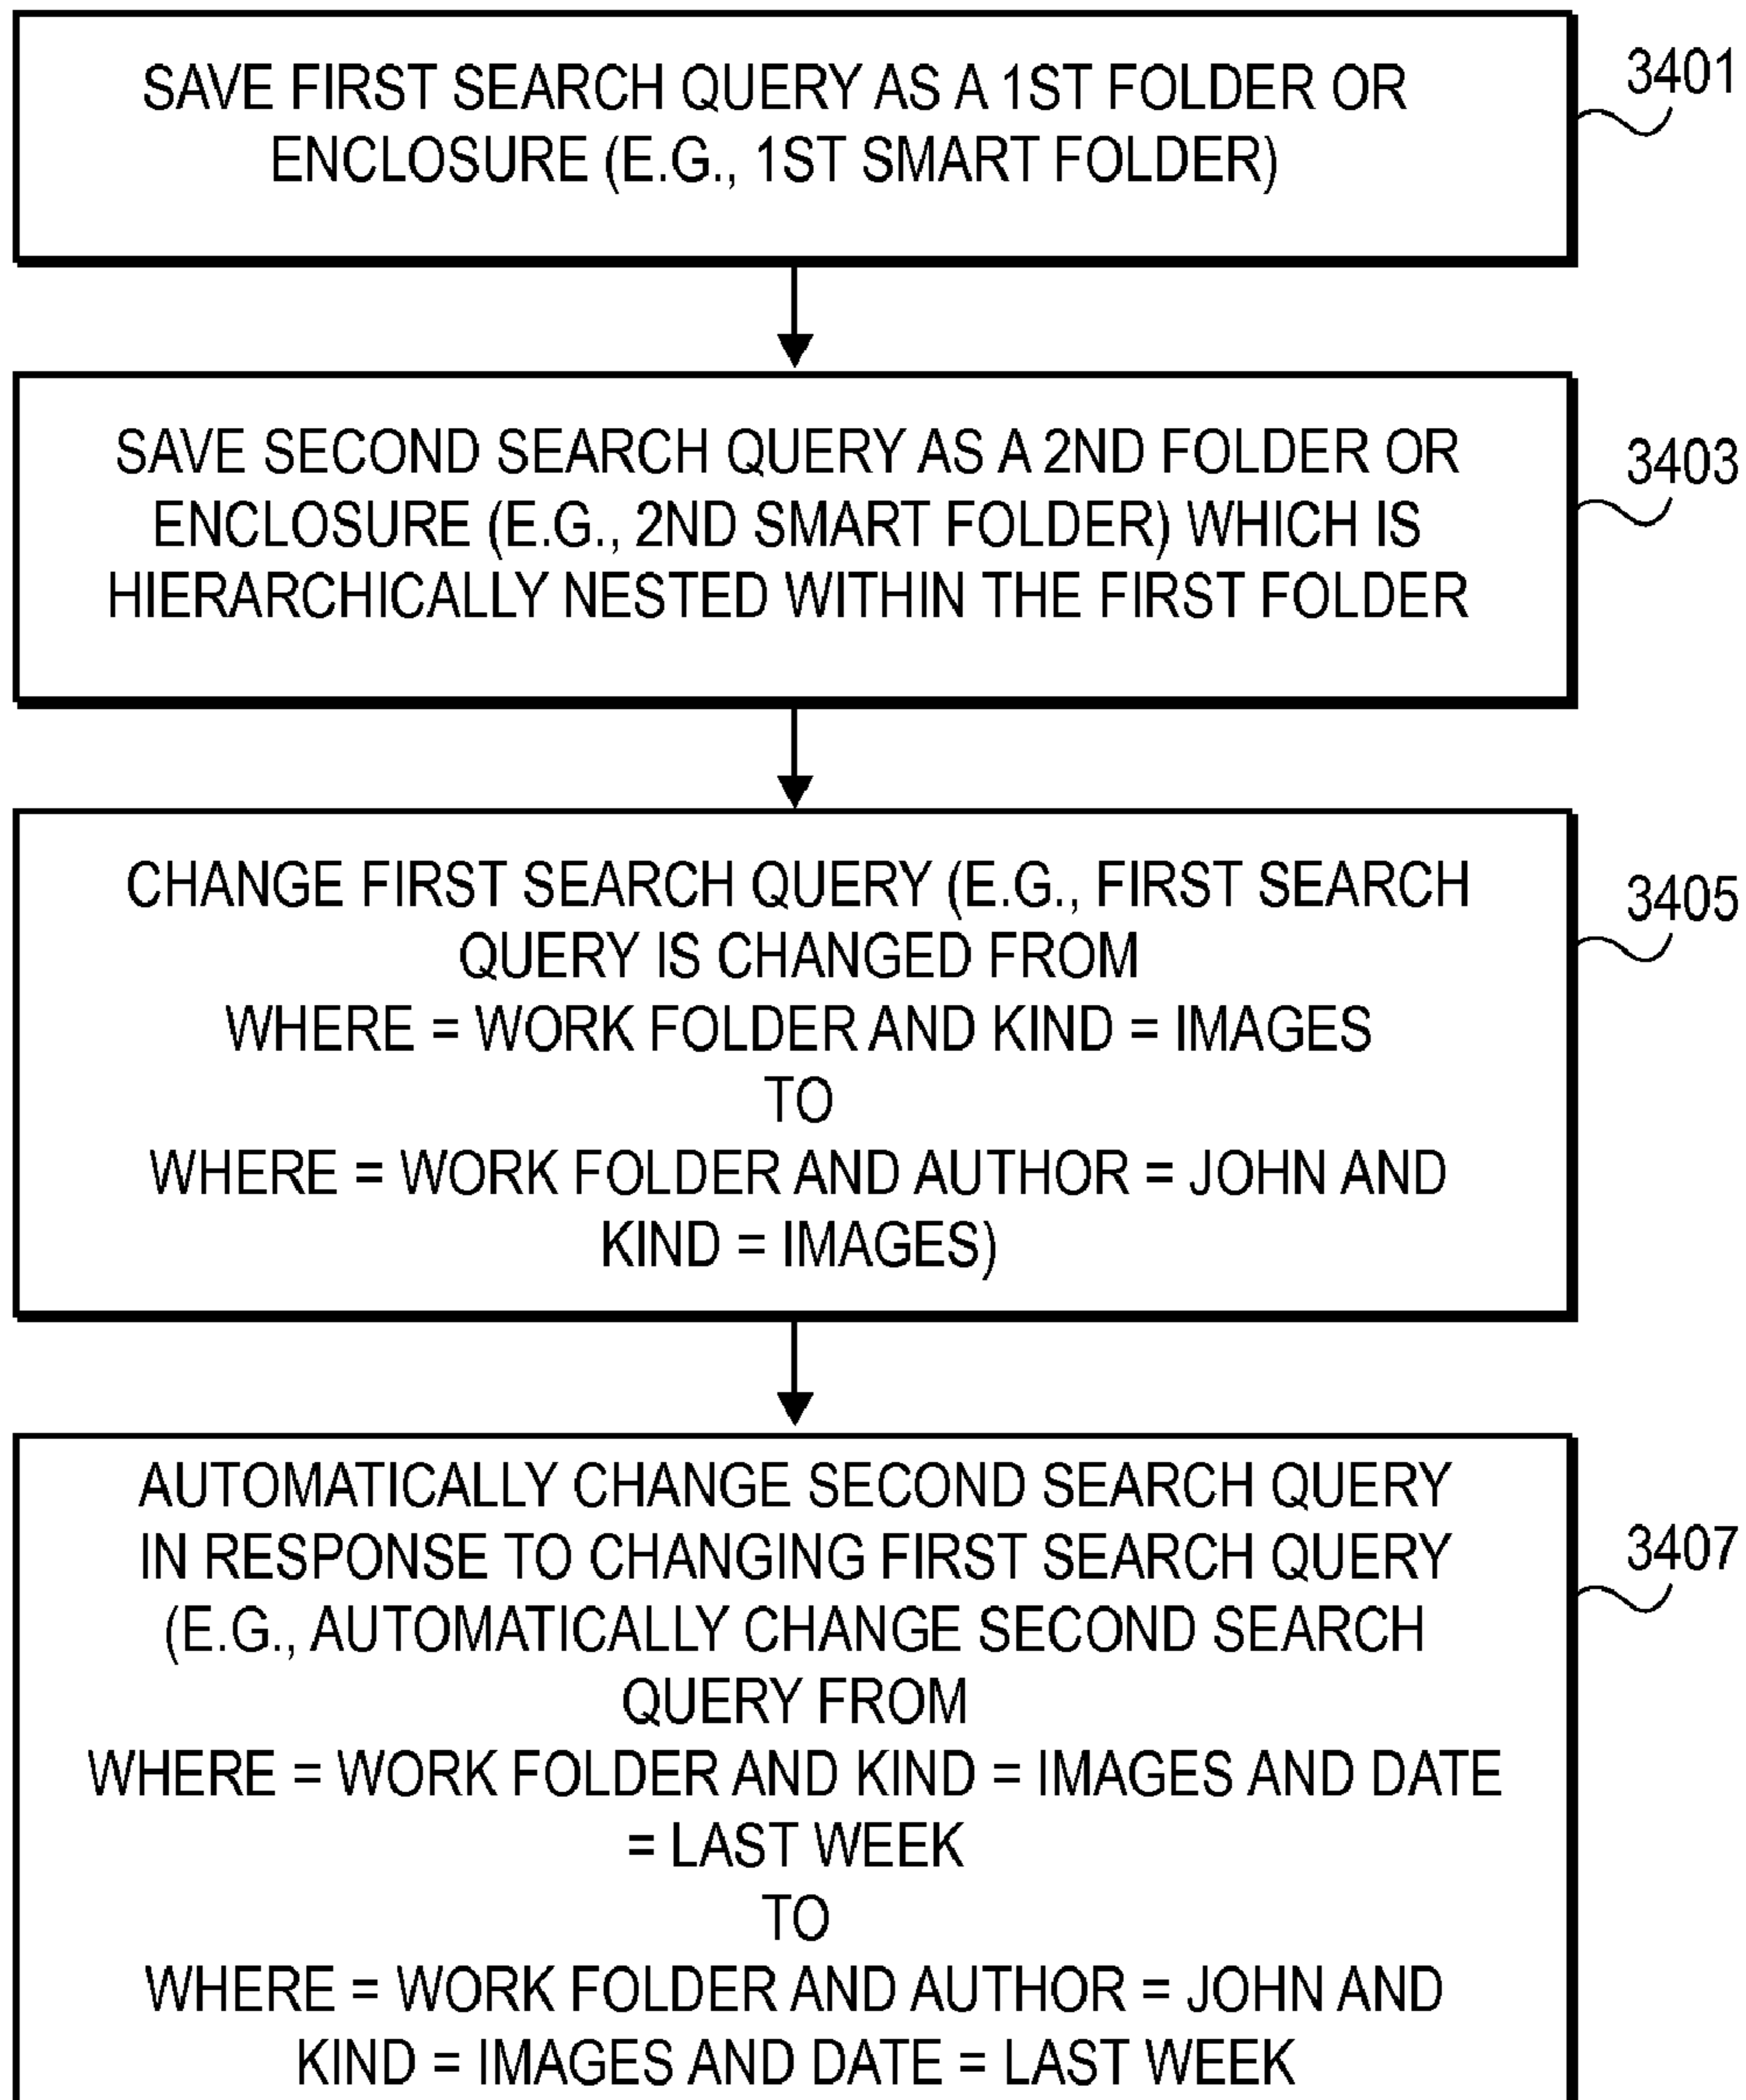 SAVE FIRST SEARCH QUERY AS A 1ST FOLDER OR
ENCLOSURE (E.G., 1ST SMART FOLDER)
3401
SAVE SECOND SEARCH QUERY AS A 2ND FOLDER OR
ENCLOSURE (E.G., 2ND SMART FOLDER) WHICH IS
HIERARCHICALLY NESTED WITHIN THE FIRST FOLDER
3403
CHANGE FIRST SEARCH QUERY (E.G., FIRST SEARCH
QUERY IS CHANGED FROM
WHERE = WORK FOLDER AND KIND = IMAGES
TO
WHERE = WORK FOLDER AND AUTHOR = JOHN AND
KIND = IMAGES)
3405
AUTOMATICALLY CHANGE SECOND SEARCH QUERY
IN RESPONSE TO CHANGING FIRST SEARCH QUERY
(E.G., AUTOMATICALLY CHANGE SECOND SEARCH
QUERY FROM
WHERE = WORK FOLDER AND KIND = IMAGES AND DATE
= LAST WEEK
TO
WHERE = WORK FOLDER AND AUTHOR = JOHN AND
KIND = IMAGES AND DATE = LAST WEEK
3407